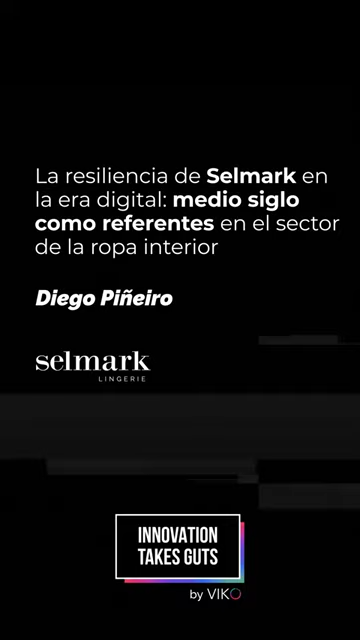 La resiliencia de Selmark en
la era digital: medio siglo
como referentes en el sector
de la ropa interior
Diego Piñeiro
selmark
LINGERIE
INNOVATION
TAKES GUTS
by VIKO